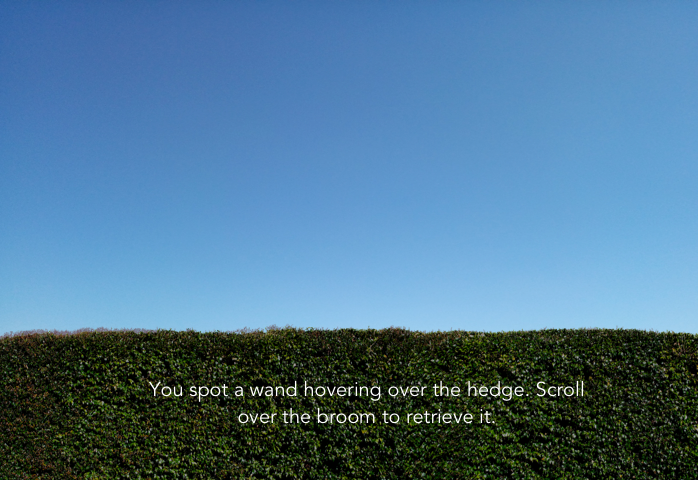 You spot a wand hovering over the hedge. Scroll
over the broom to retrieve it.